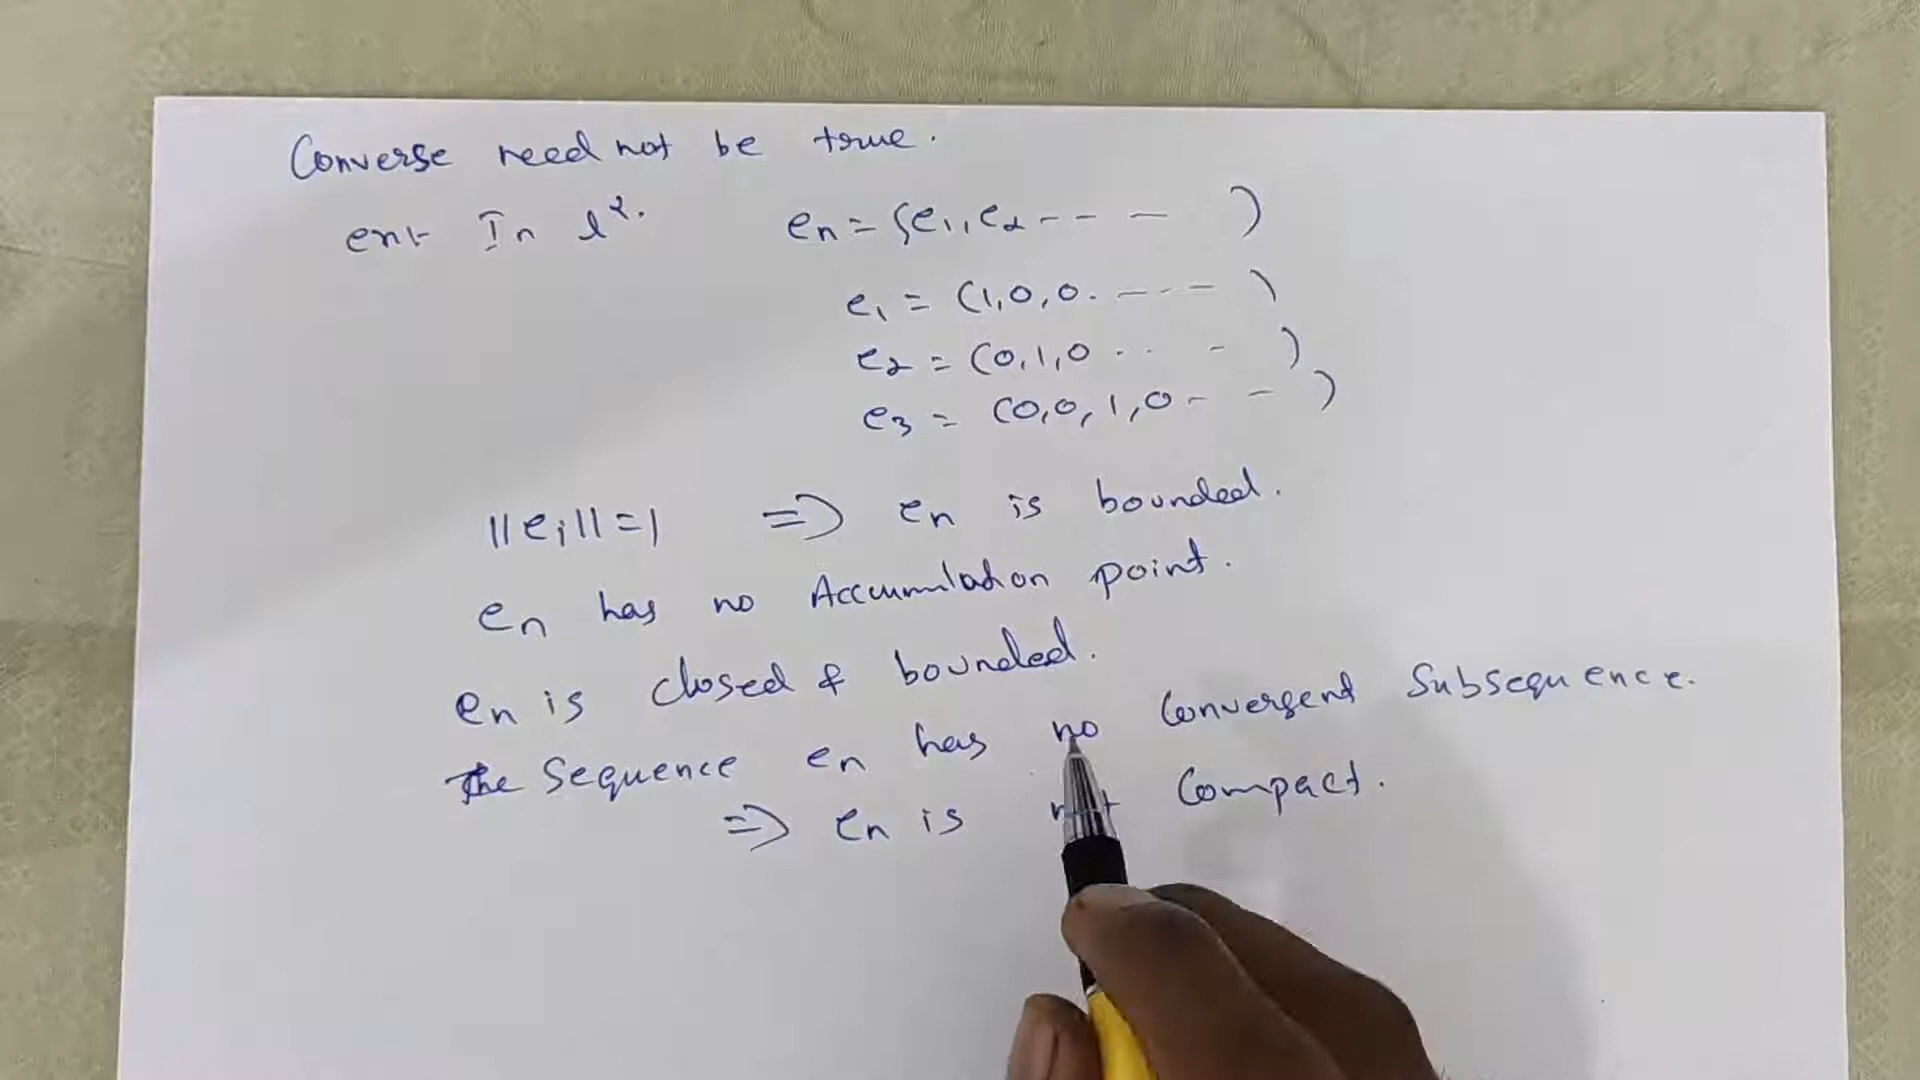 Converse need not be true.
ent In l². en = {e1, e2 - - - )
e1 = (1,0,0. - - - - )
e2 = (0,1,0 . . - )
e3 = (0,0,1,0 - - )
||ei|| = 1 => en is bounded.
en has no Accumulation point.
en is closed & bounded.
The Sequence en has no Convergent Subsequence.
=> en is not Compact.